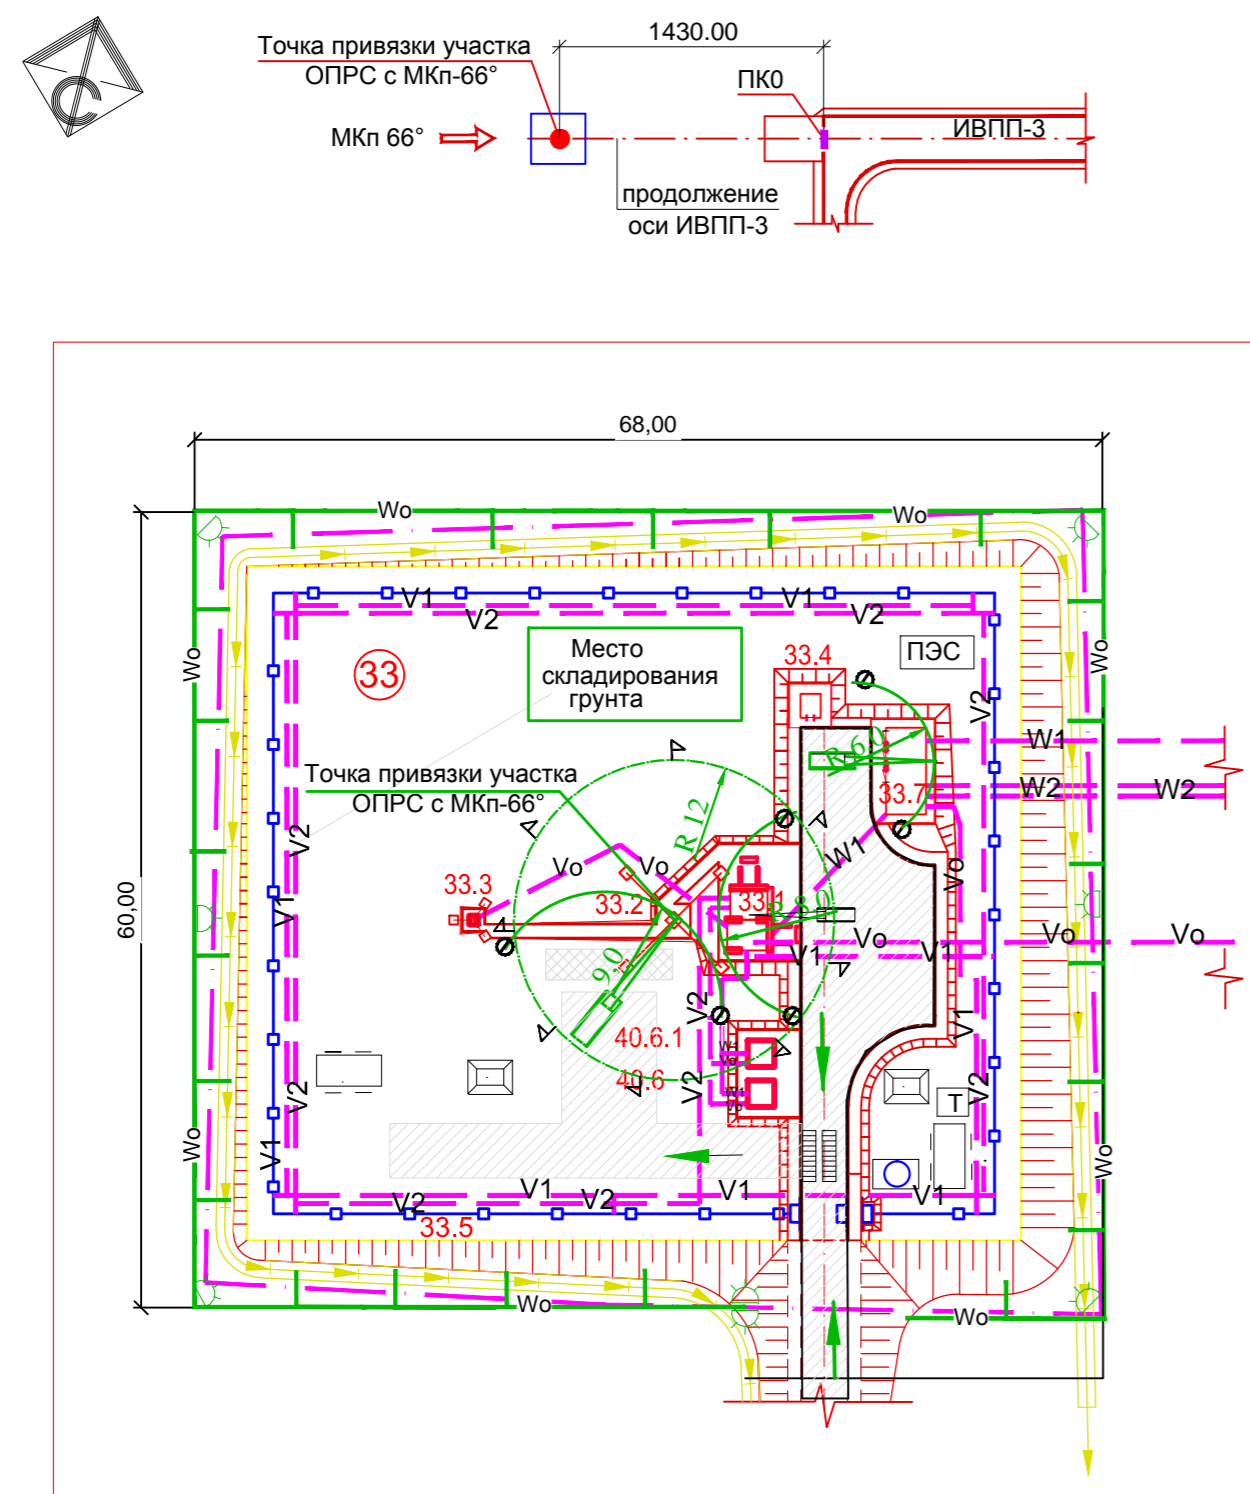 1430.00
Точка привязки участка
ОПРС с МКп-66°
ПК0
МКп 66°
ИВПП-3
продолжение
оси ИВПП-3
С
68,00
Wo
Wo
V1
V1
V2
V2
Место
складирования
грунта
33
33.4
ПЭС
Wo
Wo
V2
R 6.0
W1
W2
W2
33.7
Точка привязки участка
ОПРС с МКп-66°
R 12
V2
W1
Vo
Vo
Vo
33.3
33.2
33.1
R 8.0
60,00
V1
Vo
Vo
Vo
V1
V1
9,0
V2
V1
40.6.1
W1
Vo
40.6
V2
W1
Vo
V2
V2
Т
Wo
V1
Wo
V2
V1
V2
V1
V1
33.5
Wo
Wo